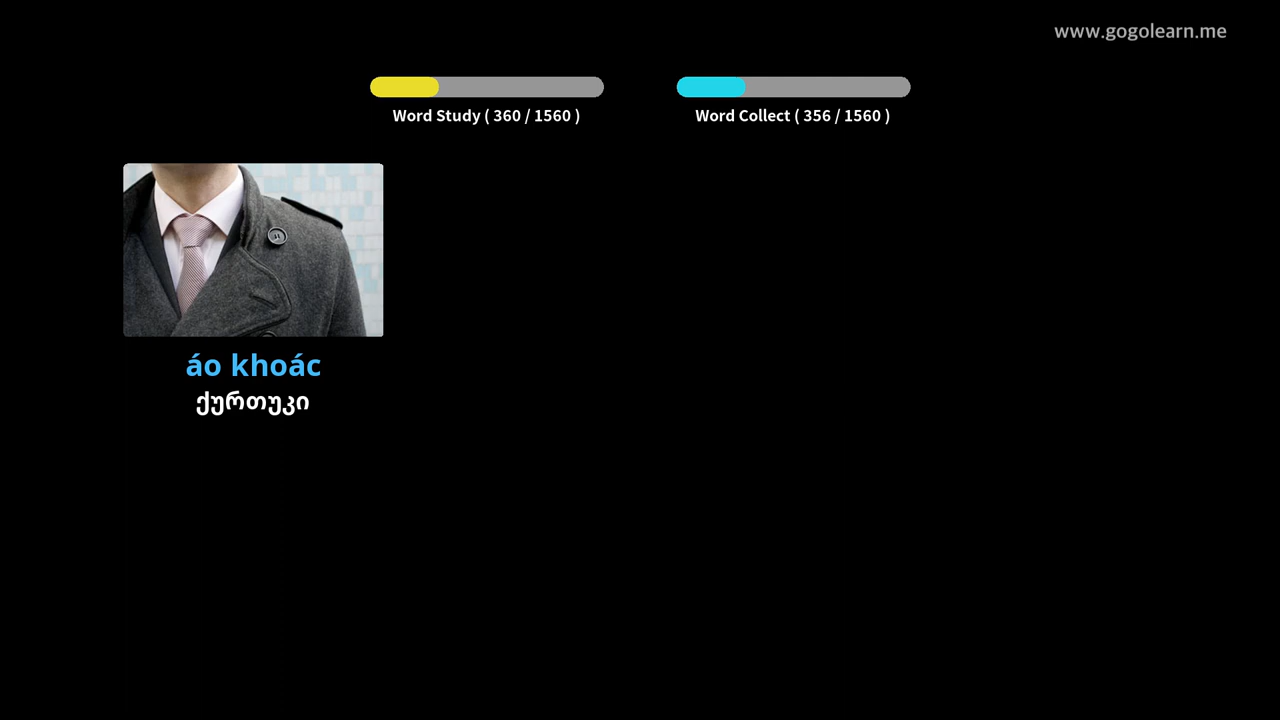 www.gogolearn.me
Word Study ( 360 / 1560 )
Word Collect ( 356 / 1560 )
áo khoác
ქურთუკი